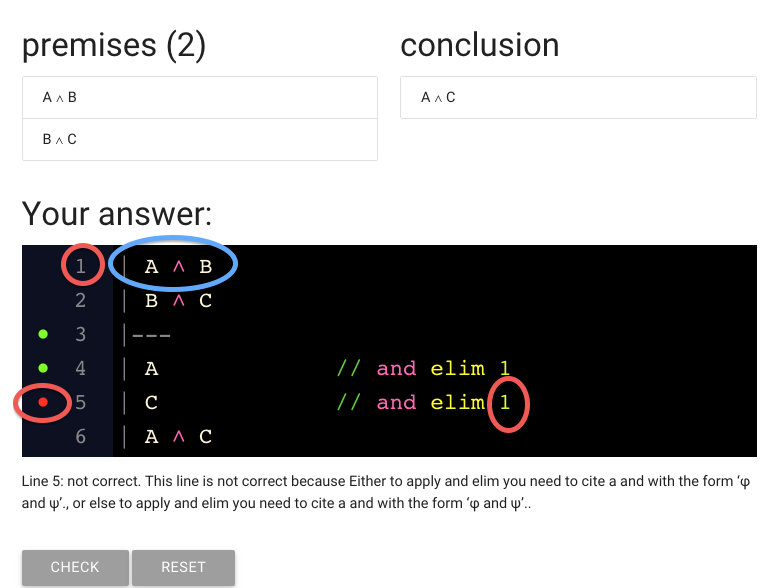 premises (2)
conclusion
A ∧ B
A ∧ C
B ∧ C
Your answer:
1 | A ∧ B
2 | B ∧ C
3 |---
4 | A // and elim 1
5 | C // and elim 1
6 | A ∧ C
Line 5: not correct. This line is not correct because Either to apply and elim you need to cite a and with the form ‘φ
and ψ’., or else to apply and elim you need to cite a and with the form ‘φ and ψ’..
CHECK
RESET